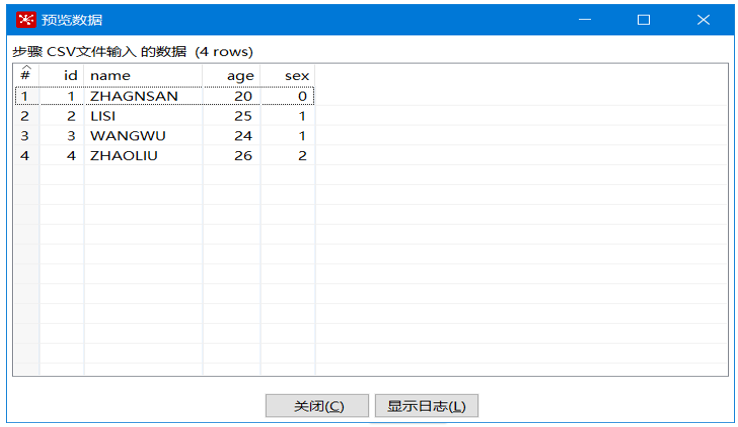 预览数据
步骤 CSV文件输入 的数据 (4 rows)
# id name age sex
1 1 ZHAGNSAN 20 0
2 2 LISI 25 1
3 3 WANGWU 24 1
4 4 ZHAOLIU 26 2
关闭(C) 显示日志(L)